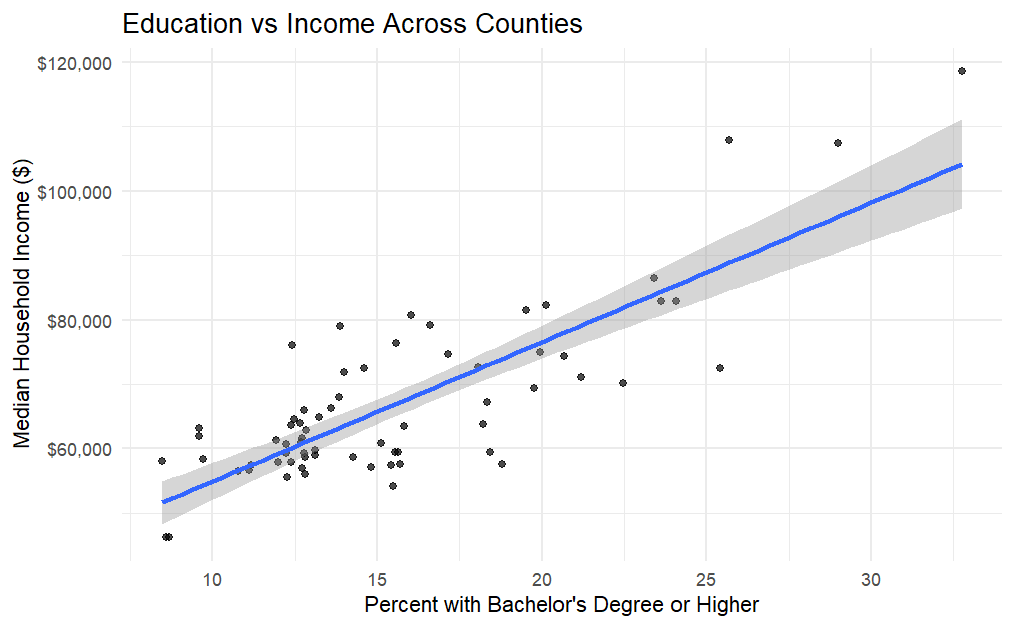 Education vs Income Across Counties
Median Household Income ($)
$120,000
$100,000
$80,000
$60,000
10 15 20 25 30
Percent with Bachelor's Degree or Higher